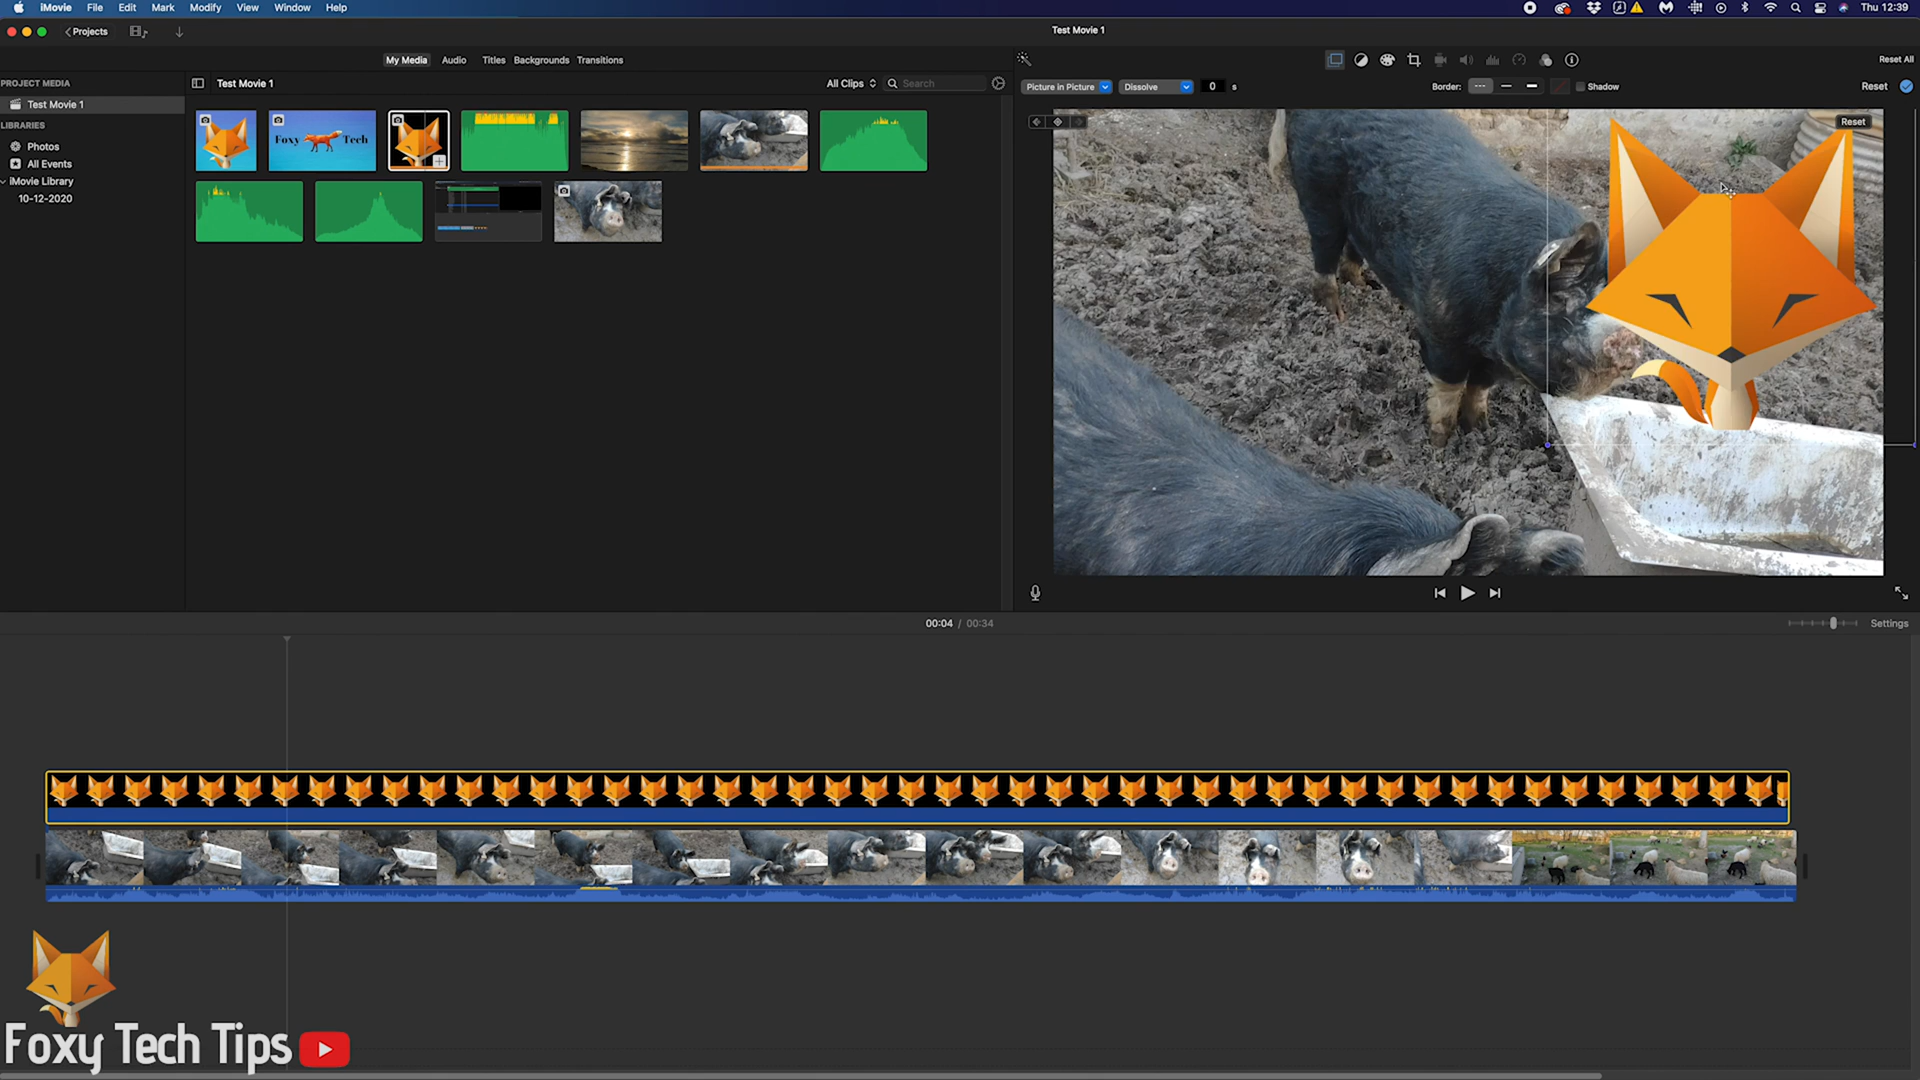 iMovie File Edit Mark Modify View Window Help
Thu 12:39
Projects
Test Movie 1
My Media Audio Titles Backgrounds Transitions
Reset All
PROJECT MEDIA
Test Movie 1
LIBRARIES
Photos
All Events
iMovie Library
10-12-2020
Test Movie 1
All Clips
Search
Foxy Tech
Picture in Picture
Dissolve
0 s
Border:
Shadow
Reset
Reset
00:04 / 00:34
Settings
Foxy Tech Tips